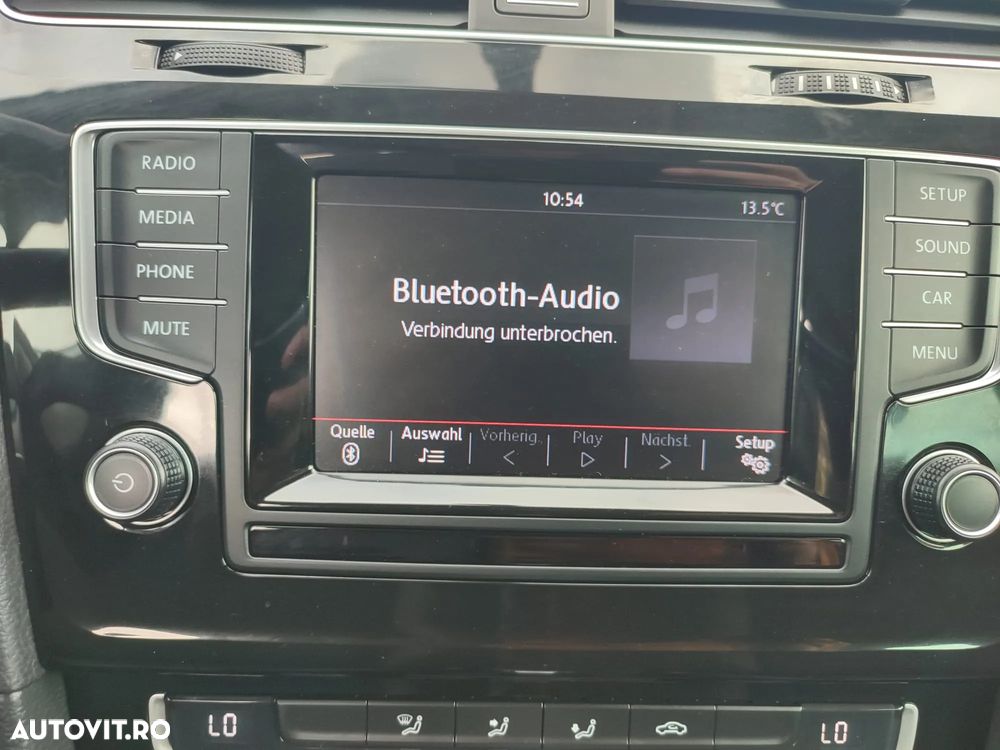 RADIO
MEDIA
PHONE
MUTE
10:54
13.5°C
Bluetooth-Audio
Verbindung unterbrochen.
Quelle Auswahl Vorherig. Play Nächst. Setup
SETUP
SOUND
CAR
MENU
LO LO
AUTOVIT.RO